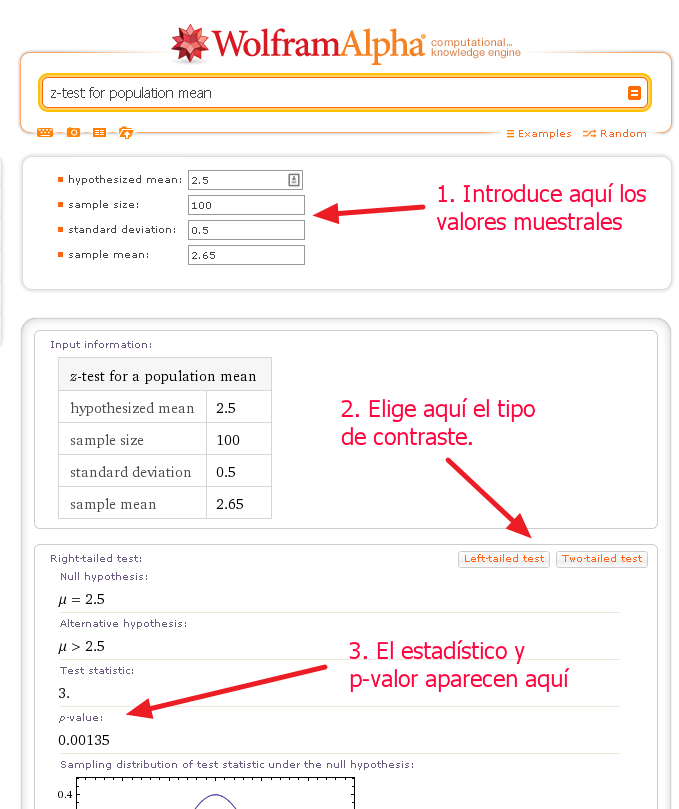 WolframAlpha® computational...
knowledge engine
z-test for population mean
Examples Random
hypothesized mean: 2.5
sample size: 100
standard deviation: 0.5
sample mean: 2.65
1. Introduce aquí los
valores muestrales
Input information:
z-test for a population mean
hypothesized mean 2.5
sample size 100
standard deviation 0.5
sample mean 2.65
2. Elige aquí el tipo
de contraste.
Right-tailed test: Left-tailed test Two-tailed test
Null hypothesis:
μ = 2.5
Alternative hypothesis:
μ > 2.5
Test statistic:
3.
3. El estadístico y
p-valor aparecen aquí
p-value:
0.00135
Sampling distribution of test statistic under the null hypothesis:
0.4